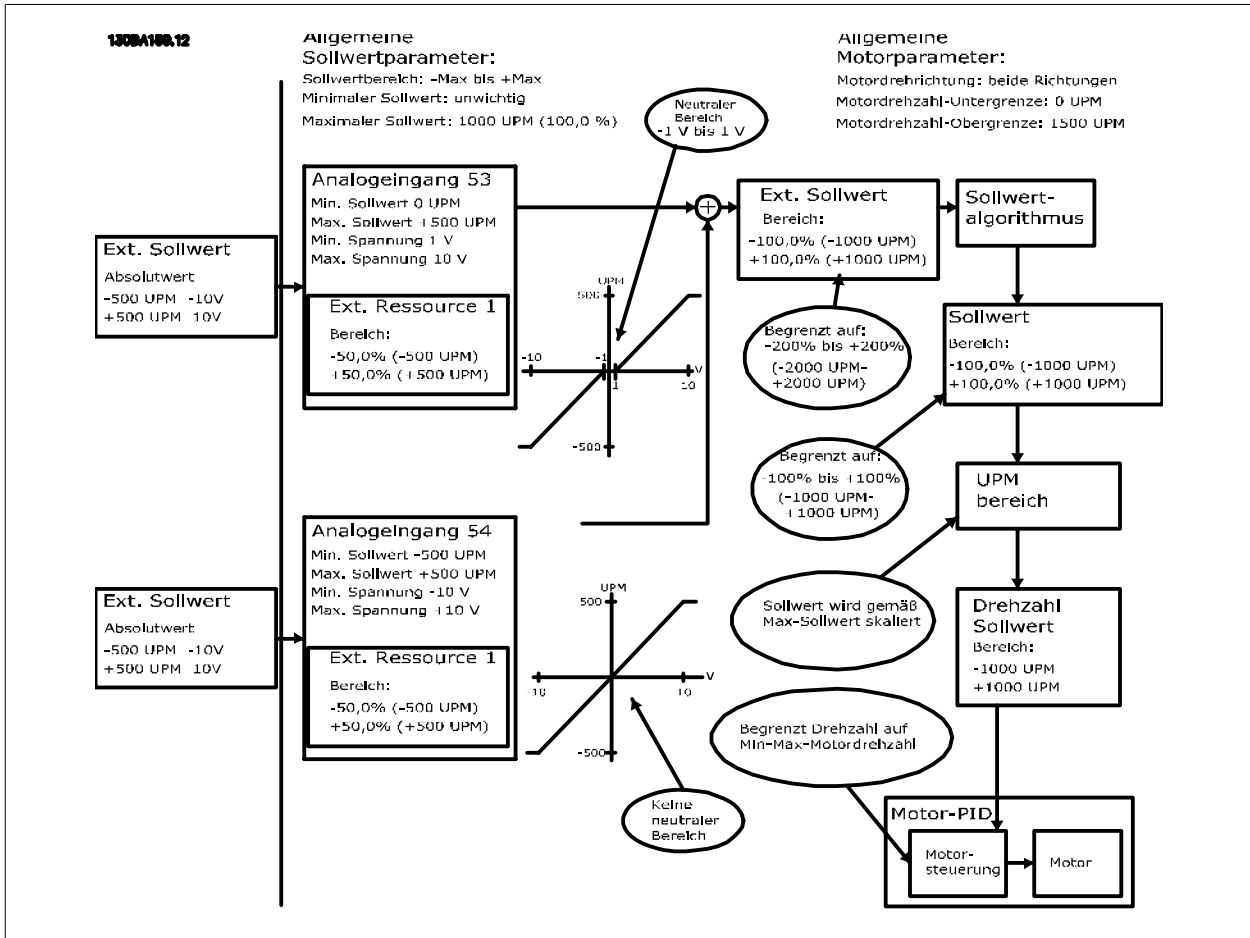 130BA188.12
Allgemeine
Sollwertparameter:
Sollwertbereich: -Max bis +Max
Minimaler Sollwert: unwichtig
Maximaler Sollwert: 1000 UPM (100,0 %)
Allgemeine
Motorparameter:
Motordrehrichtung: beide Richtungen
Motordrehzahl-Untergrenze: 0 UPM
Motordrehzahl-Obergrenze: 1500 UPM
Neutraler
Bereich
-1 V bis 1 V
Ext. Sollwert
Absolutwert
-500 UPM -10V
+500 UPM 10V
Analogeingang 53
Min. Sollwert 0 UPM
Max. Sollwert +500 UPM
Min. Spannung 1 V
Max. Spannung 10 V
Ext. Ressource 1
Bereich:
-50,0% (-500 UPM)
+50,0% (+500 UPM)
UPM
500
-10
-1
V
1
10
-500
Ext. Sollwert
Bereich:
-100,0% (-1000 UPM)
+100,0% (+1000 UPM)
Sollwert-
algorithmus
Begrenzt auf:
-200% bis +200%
(-2000 UPM-
+2000 UPM)
Sollwert
Bereich:
-100,0% (-1000 UPM)
+100,0% (+1000 UPM)
Begrenzt auf:
-100% bis +100%
(-1000 UPM-
+1000 UPM)
UPM
bereich
Ext. Sollwert
Absolutwert
-500 UPM -10V
+500 UPM 10V
Analogeingang 54
Min. Sollwert -500 UPM
Max. Sollwert +500 UPM
Min. Spannung -10 V
Max. Spannung +10 V
Ext. Ressource 1
Bereich:
-50,0% (-500 UPM)
+50,0% (+500 UPM)
UPM
500
-10
10
V
-500
Sollwert wird gemäß
Max-Sollwert skaliert
Drehzahl
Sollwert
Bereich:
-1000 UPM
+1000 UPM
Begrenzt Drehzahl auf
Min-Max-Motordrehzahl
Keine
neutraler
Bereich
Motor-PID
Motor-
steuerung
Motor